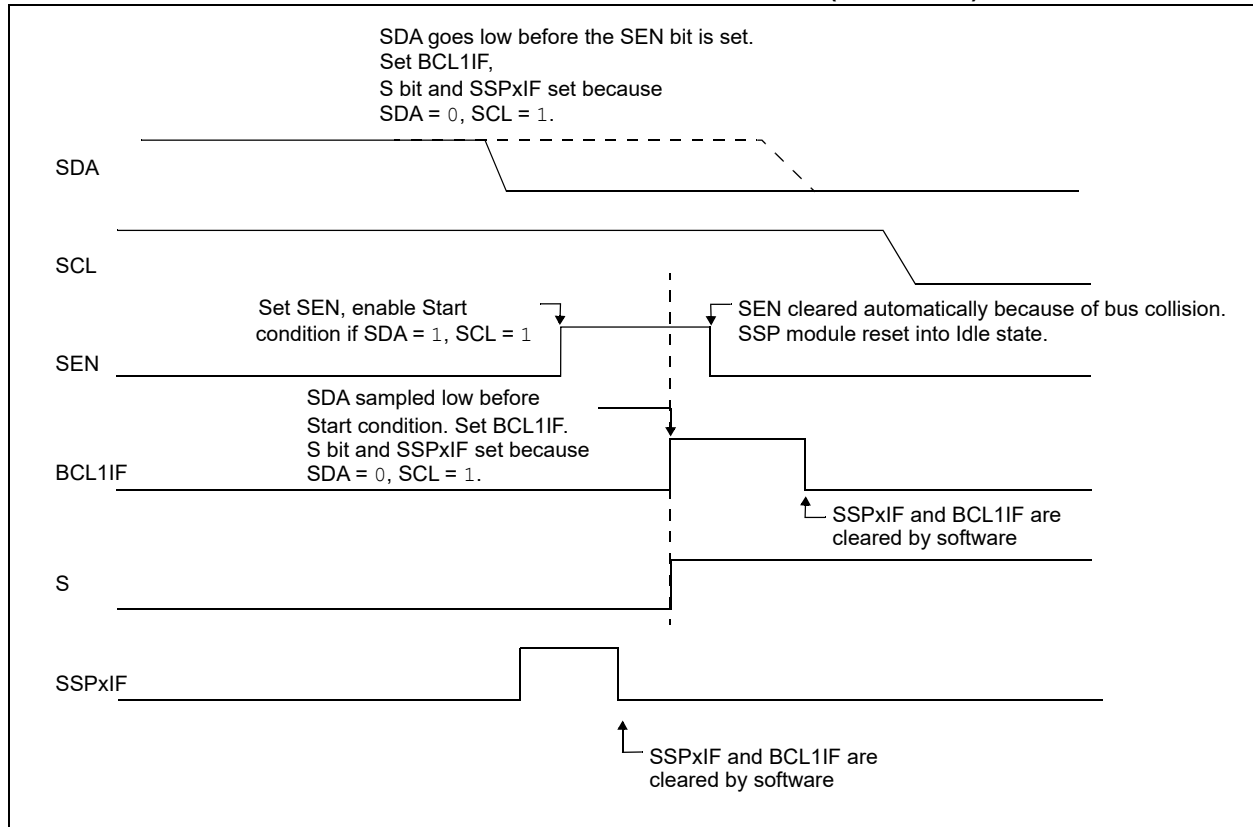 SDA goes low before the SEN bit is set.
Set BCL1IF,
S bit and SSPxIF set because
SDA = 0, SCL = 1.
SDA
SCL
Set SEN, enable Start
condition if SDA = 1, SCL = 1
SEN cleared automatically because of bus collision.
SSP module reset into Idle state.
SEN
SDA sampled low before
Start condition. Set BCL1IF.
S bit and SSPxIF set because
SDA = 0, SCL = 1.
BCL1IF
SSPxIF and BCL1IF are
cleared by software
S
SSPxIF
SSPxIF and BCL1IF are
cleared by software